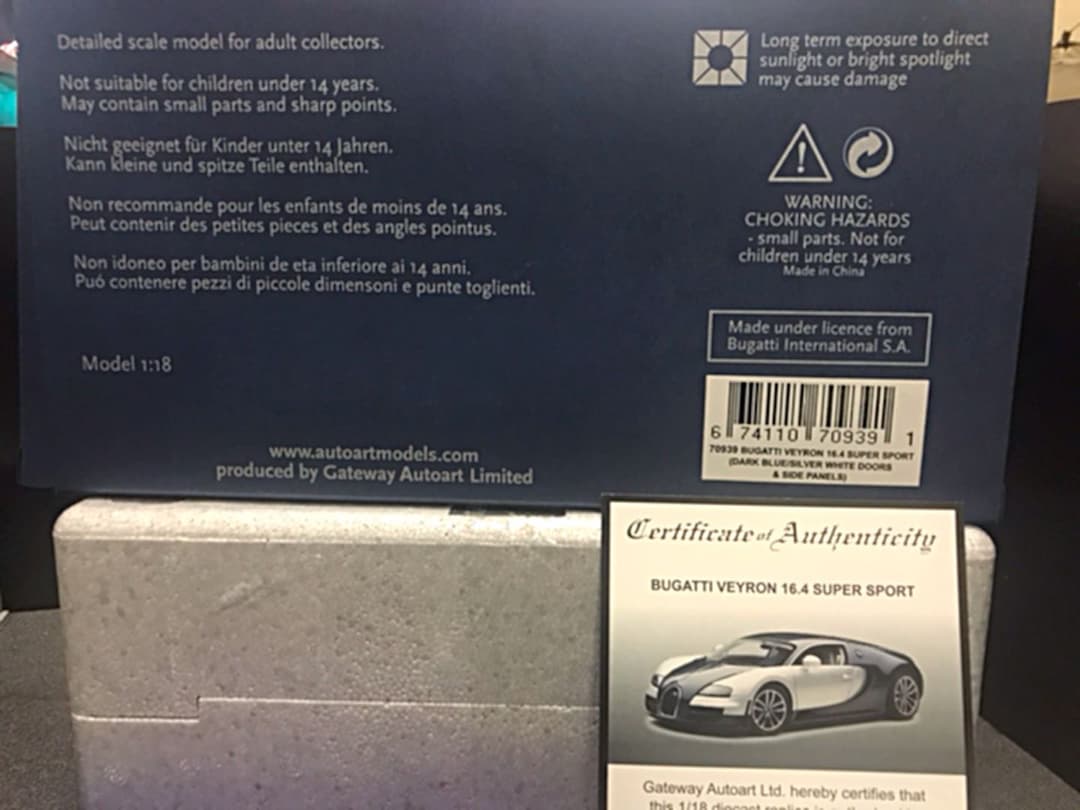 Detailed scale model for adult collectors.
Not suitable for children under 14 years.
May contain small parts and sharp points.
Nicht geeignet für Kinder unter 14 Jahren.
Kann kleine und spitze Teile enthalten.
Non recommande pour les enfants de moins de 14 ans.
Peut contenir des petites pieces et des angles pointus.
Non idoneo per bambini de eta inferiore ai 14 anni.
Puó contenere pezzi di piccole dimensoni e punte toglienti.
Model 1:18
www.autoartmodels.com
produced by Gateway Autoart Limited
Long term exposure to direct
sunlight or bright spotlight
may cause damage
WARNING:
CHOKING HAZARDS
- small parts. Not for
children under 14 years
Made in China
Made under licence from
Bugatti International S.A.
6 74110 70939 1
70939 BUGATTI VEYRON 16.4 SUPER SPORT
(DARK BLUE/SILVER WHITE DOORS
& SIDE PANELS)
Certificate of Authenticity
BUGATTI VEYRON 16.4 SUPER SPORT
Gateway Autoart Ltd. hereby certifies that
this 1/18 diecast replica